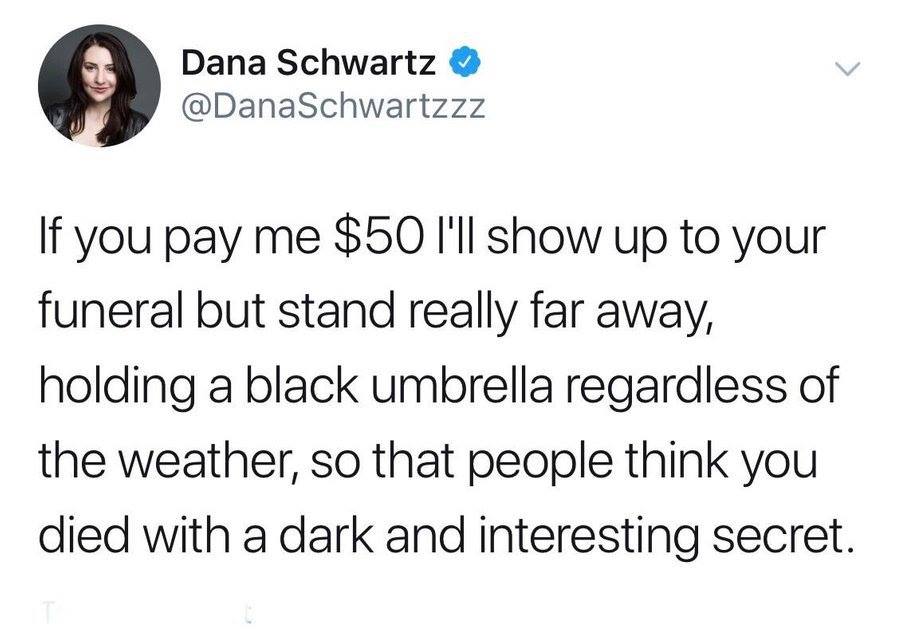 Dana Schwartz
@DanaSchwartzzz
If you pay me $50 I'll show up to your
funeral but stand really far away,
holding a black umbrella regardless of
the weather, so that people think you
died with a dark and interesting secret.